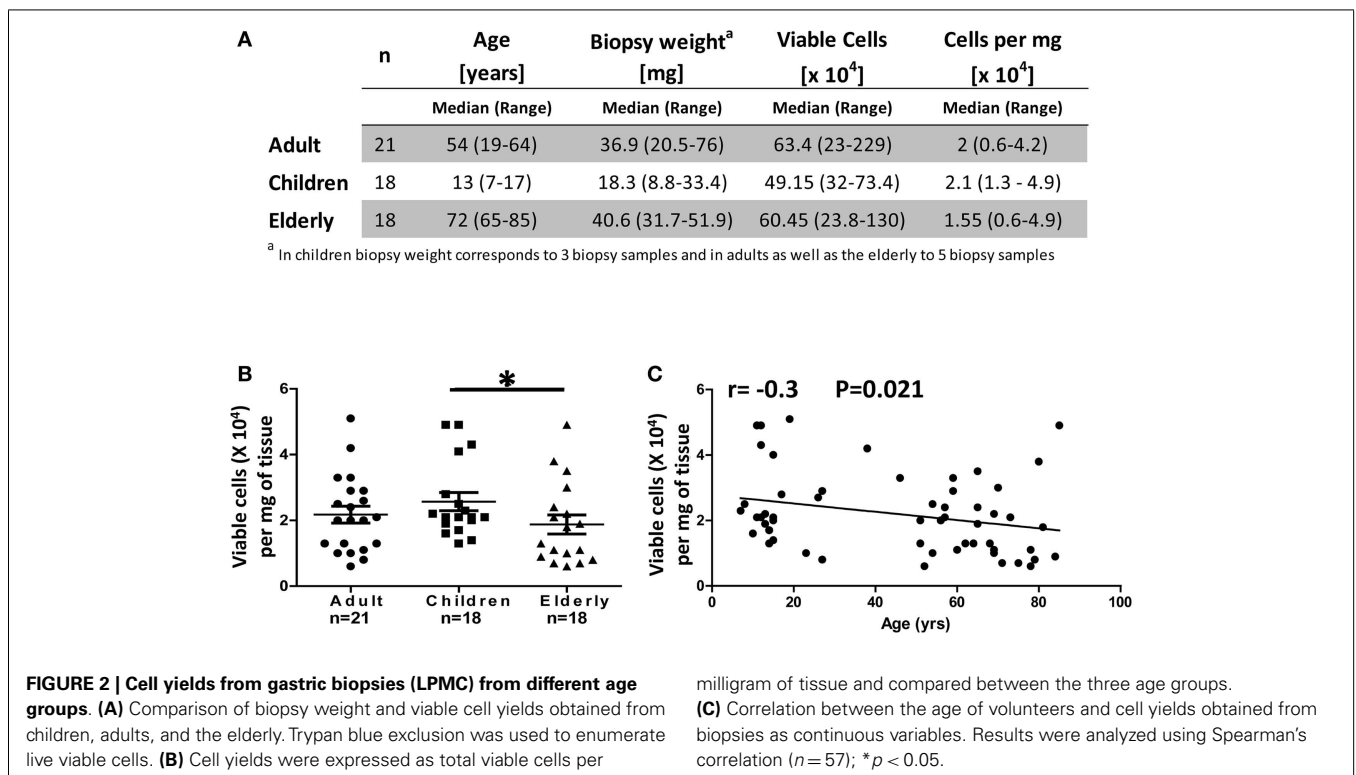 A
n Age Biopsy weightᵃ Viable Cells Cells per mg
[years] [mg] [x 10⁴] [x 10⁴]
Median (Range) Median (Range) Median (Range) Median (Range)
Adult 21 54 (19-64) 36.9 (20.5-76) 63.4 (23-229) 2 (0.6-4.2)
Children 18 13 (7-17) 18.3 (8.8-33.4) 49.15 (32-73.4) 2.1 (1.3 - 4.9)
Elderly 18 72 (65-85) 40.6 (31.7-51.9) 60.45 (23.8-130) 1.55 (0.6-4.9)
ᵃ In children biopsy weight corresponds to 3 biopsy samples and in adults as well as the elderly to 5 biopsy samples
B
Viable cells (X 10⁴)
per mg of tissue
6
4
2
0
*
Adult Children Elderly
n=21 n=18 n=18
C
r= -0.3 P=0.021
Viable cells (X 10⁴)
per mg of tissue
6
4
2
0
0 20 40 60 80 100
Age (yrs)
FIGURE 2 | Cell yields from gastric biopsies (LPMC) from different age
groups. (A) Comparison of biopsy weight and viable cell yields obtained from
children, adults, and the elderly. Trypan blue exclusion was used to enumerate
live viable cells. (B) Cell yields were expressed as total viable cells per
milligram of tissue and compared between the three age groups.
(C) Correlation between the age of volunteers and cell yields obtained from
biopsies as continuous variables. Results were analyzed using Spearman's
correlation (n = 57); *p < 0.05.